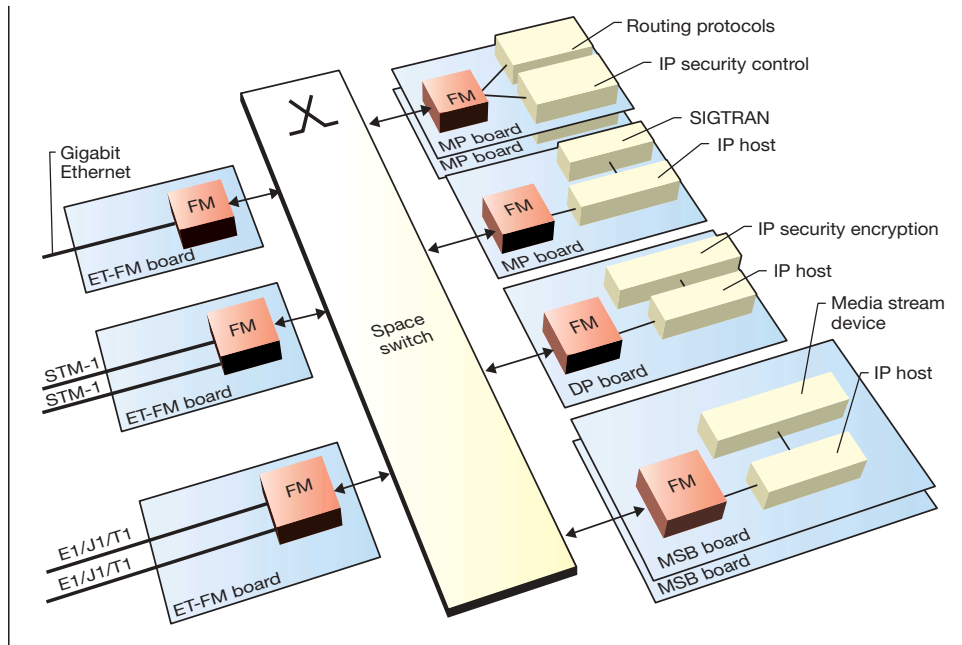 Routing protocols
IP security control
FM
MP board
MP board
SIGTRAN
IP host
FM
MP board
Gigabit
Ethernet
FM
ET-FM board
IP security encryption
IP host
FM
DP board
Space
switch
STM-1
STM-1
FM
ET-FM board
Media stream
device
IP host
FM
MSB board
MSB board
E1/J1/T1
E1/J1/T1
FM
ET-FM board